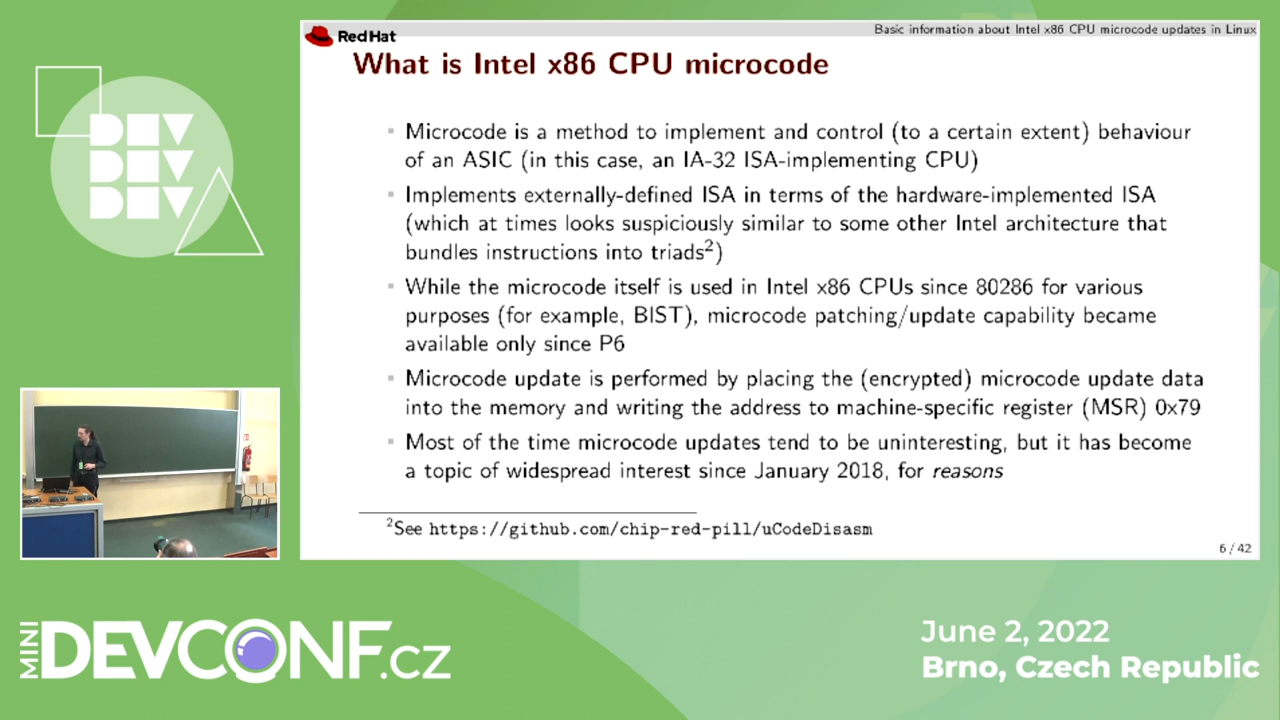 Red Hat
Basic information about Intel x86 CPU microcode updates in Linux
What is Intel x86 CPU microcode
Microcode is a method to implement and control (to a certain extent) behaviour
of an ASIC (in this case, an IA-32 ISA-implementing CPU)
Implements externally-defined ISA in terms of the hardware-implemented ISA
(which at times looks suspiciously similar to some other Intel architecture that
bundles instructions into triads²)
While the microcode itself is used in Intel x86 CPUs since 80286 for various
purposes (for example, BIST), microcode patching/update capability became
available only since P6
Microcode update is performed by placing the (encrypted) microcode update data
into the memory and writing the address to machine-specific register (MSR) 0x79
Most of the time microcode updates tend to be uninteresting, but it has become
a topic of widespread interest since January 2018, for reasons
²See https://github.com/chip-red-pill/uCodeDisasm
6 / 42
DEV
DEV
DEV
MINI
DEVCONF.CZ
June 2, 2022
Brno, Czech Republic